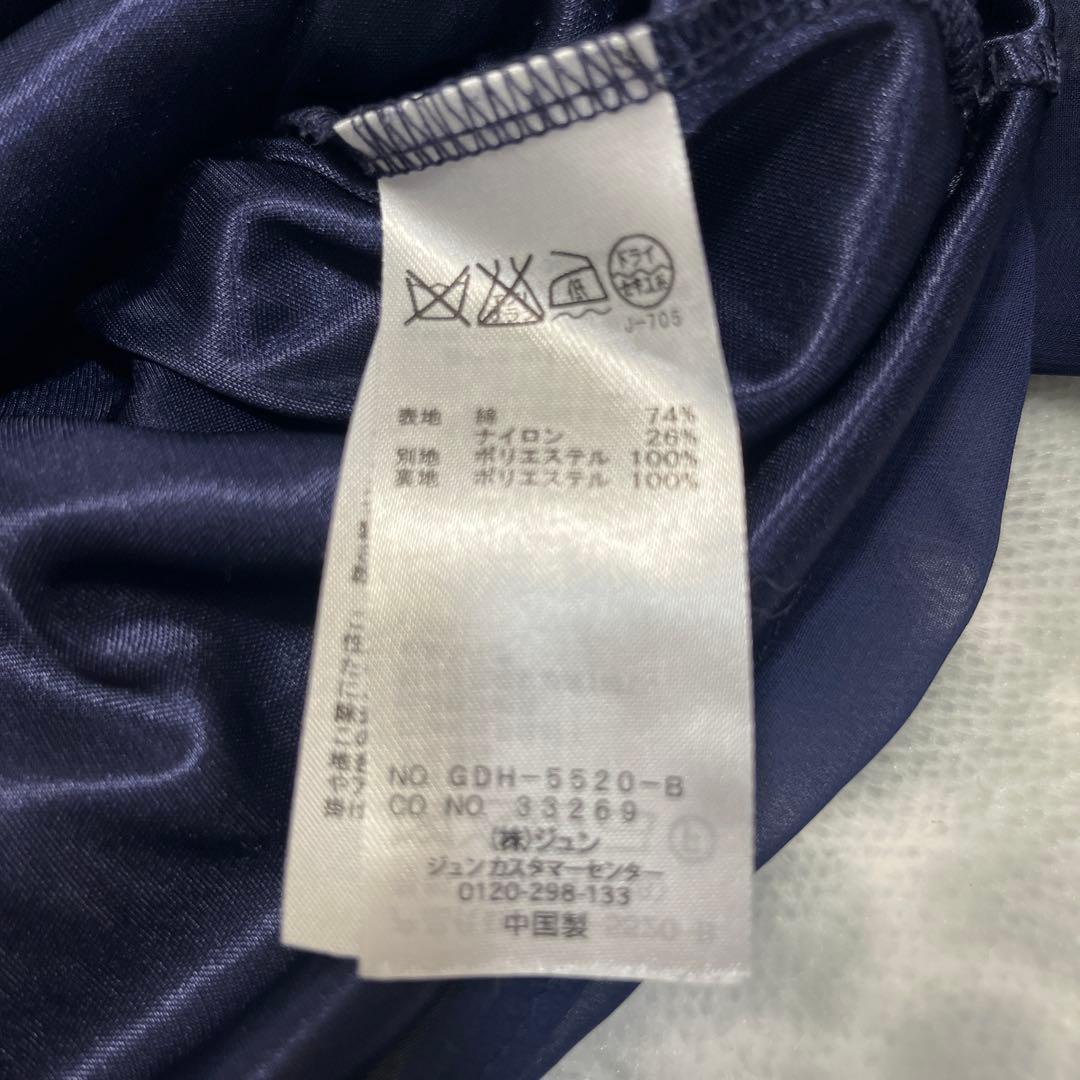 低
ドライ
セキユ系
J-705
表地 綿 74%
ナイロン 26%
別地 ポリエステル 100%
裏地 ポリエステル 100%
NO GDH-5520-B
CO NO 33269
(株)ジュン
ジュンカスタマーセンター
0120-298-133
中国製